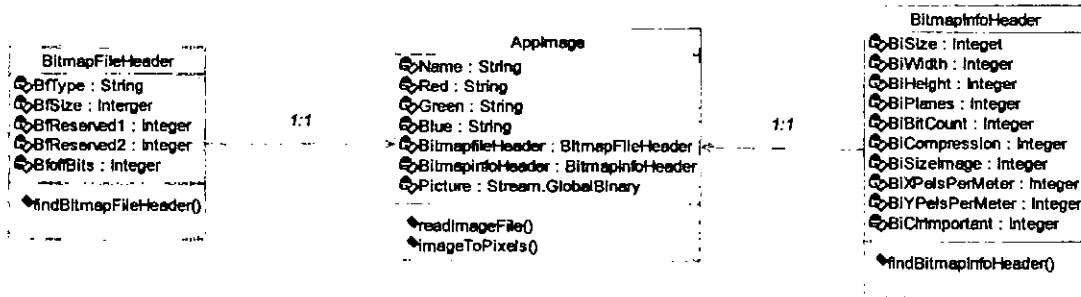 BitmapFileHeader
BfType : String
BfSize : Interger
BfReserved1 : Integer
BfReserved2 : Integer
BfoffBits : Integer
findBitmapFileHeader()
1:1
AppImage
Name : String
Red : String
Green : String
Blue : String
BitmapfileHeader : BitmapFileHeader
BitmapinfoHeader : BitmapInfoHeader
Picture : Stream.GlobalBinary
readImageFile()
imageToPixels()
1:1
BitmapInfoHeader
BiSize : Integet
BiWidth : Integer
BiHeight : Integer
BiPlanes : Integer
BiBitCount : Integer
BiCompression : Integer
BiSizeImage : Integer
BiXPelsPerMeter : Integer
BiYPelsPerMeter : Integer
BiClrImportant : Integer
findBitmapInfoHeader()